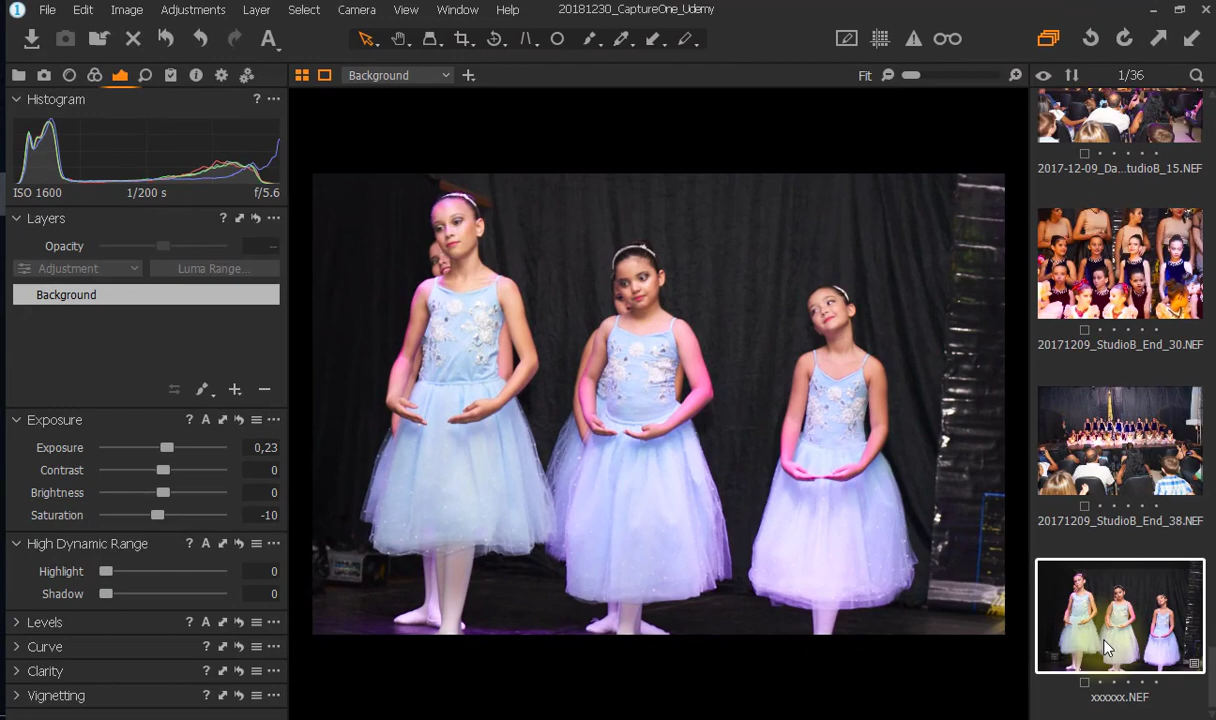 1 File Edit Image Adjustments Layer Select Camera View Window Help 20181230_CaptureOne_Udemy
Background Fit 1/36
Histogram ?
ISO 1600 1/200 s f/5.6
Layers ?
Opacity --
Adjustment Luma Range...
Background
Exposure ? A
Exposure 0,23
Contrast 0
Brightness 0
Saturation -10
High Dynamic Range ? A
Highlight 0
Shadow 0
Levels ? A
Curve ?
Clarity ?
Vignetting ?
2017-12-09_Da...tudioB_15.NEF
20171209_StudioB_End_30.NEF
20171209_StudioB_End_38.NEF
xxxxxx.NEF